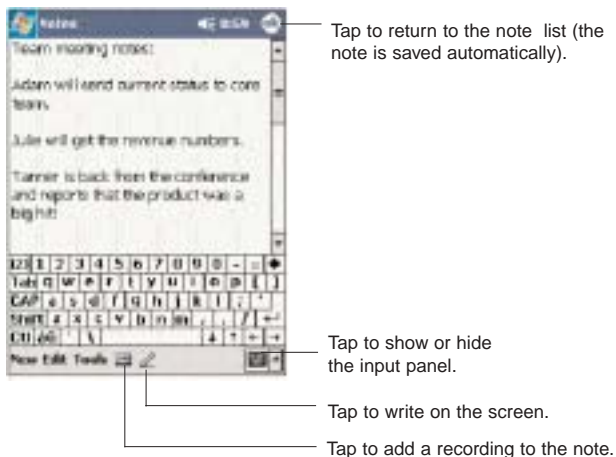 Notes 8:59
Team meeting notes:
Adam will send current status to core
team.
Julie will get the revenue numbers.
Tanner is back from the conference
and reports that the product was a
big hit!
123 1 2 3 4 5 6 7 8 9 0 - =
Tab q w e r t y u i o p [ ]
CAP a s d f g h j k l ; '
Shift z x c v b n m , . /
Ctl áü ` \
New Edit Tools
Tap to return to the note list (the
note is saved automatically).
Tap to show or hide
the input panel.
Tap to write on the screen.
Tap to add a recording to the note.